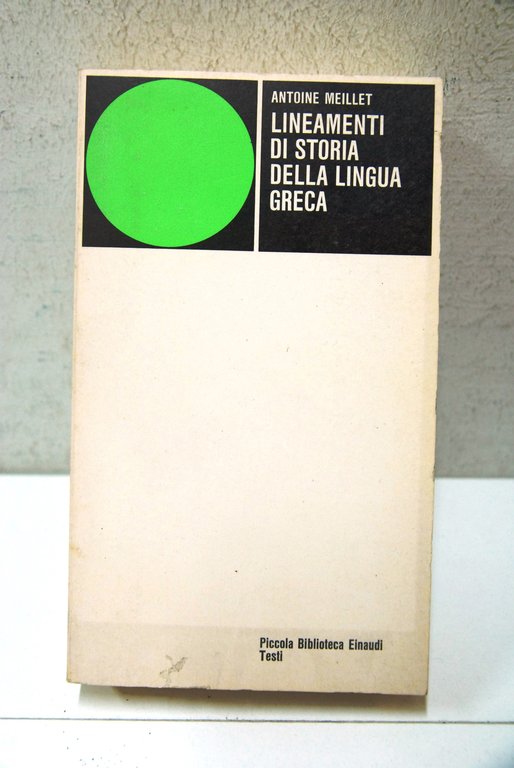 ANTOINE MEILLET
LINEAMENTI
DI STORIA
DELLA LINGUA
GRECA
Piccola Biblioteca Einaudi
Testi